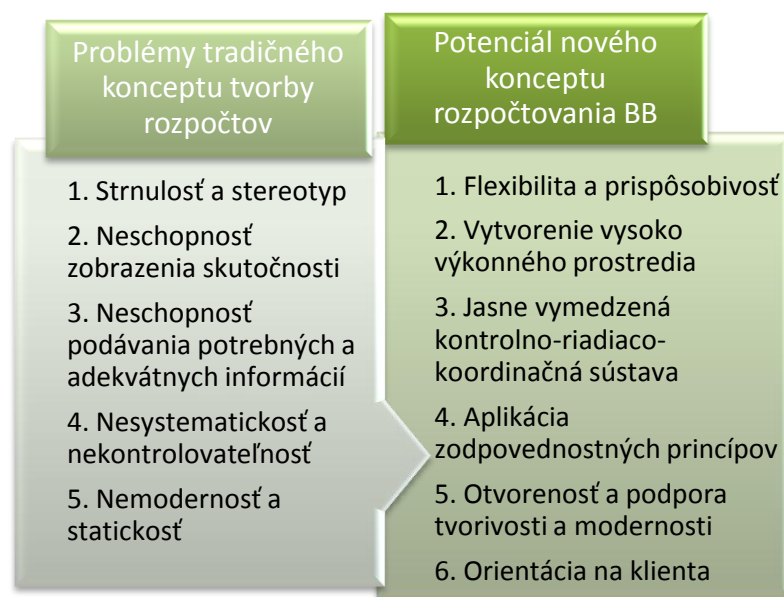 Problémy tradičného
konceptu tvorby
rozpočtov
1. Strnulosť a stereotyp
2. Neschopnosť
zobrazenia skutočnosti
3. Neschopnosť
podávania potrebných a
adekvátnych informácií
4. Nesystematickosť a
nekontrolovateľnosť
5. Nemodernosť a
statickosť
Potenciál nového
konceptu
rozpočtovania BB
1. Flexibilita a prispôsobivosť
2. Vytvorenie vysoko
výkonného prostredia
3. Jasne vymedzená
kontrolno-riadiaco-
koordinačná sústava
4. Aplikácia
zodpovednostných princípov
5. Otvorenosť a podpora
tvorivosti a modernosti
6. Orientácia na klienta